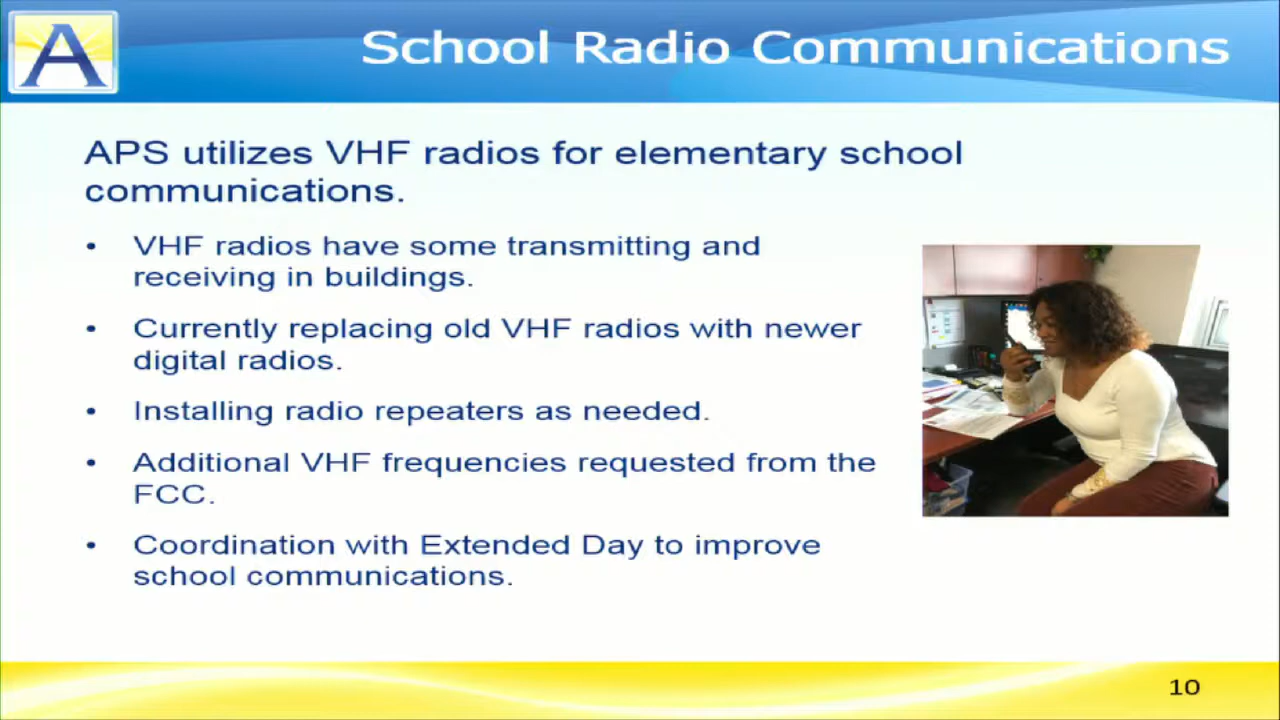 A
School Radio Communications
APS utilizes VHF radios for elementary school
communications.
• VHF radios have some transmitting and
receiving in buildings.
• Currently replacing old VHF radios with newer
digital radios.
• Installing radio repeaters as needed.
• Additional VHF frequencies requested from the
FCC.
• Coordination with Extended Day to improve
school communications.
10